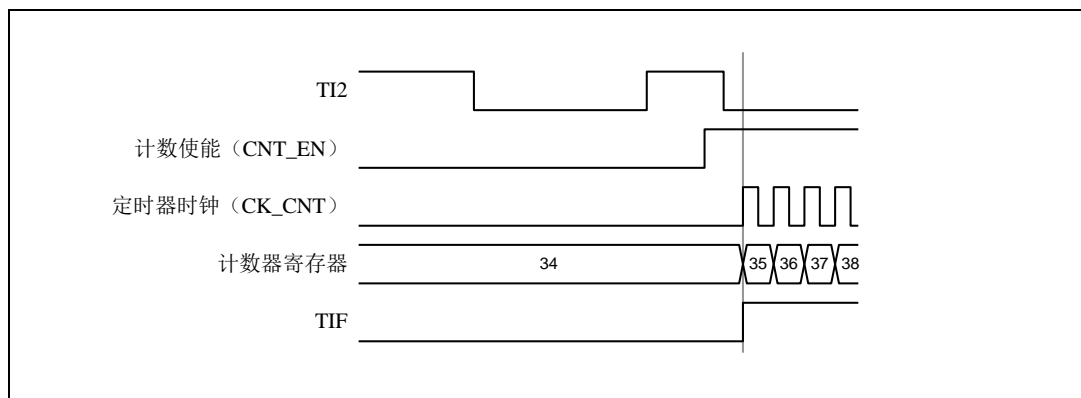 TI2
计数使能（CNT_EN）
定时器时钟（CK_CNT）
计数器寄存器 34 35 36 37 38
TIF